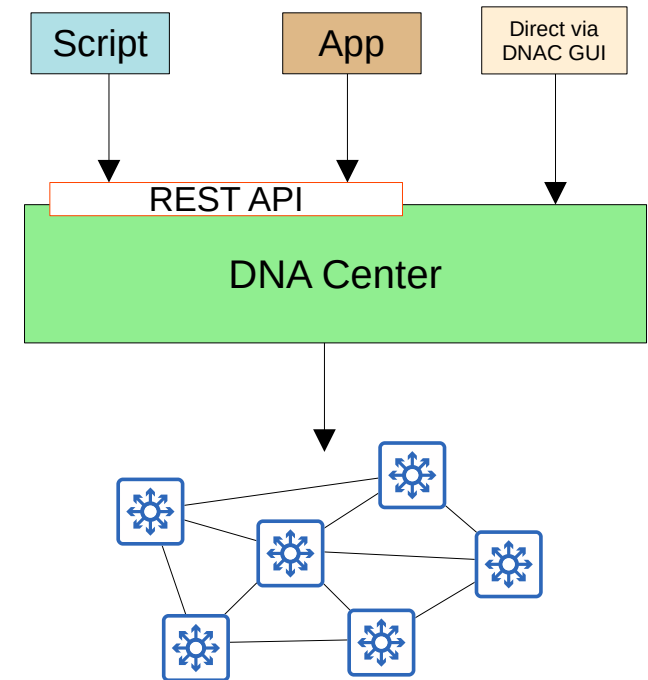 Script
App
Direct via
DNAC GUI
REST API
DNA Center